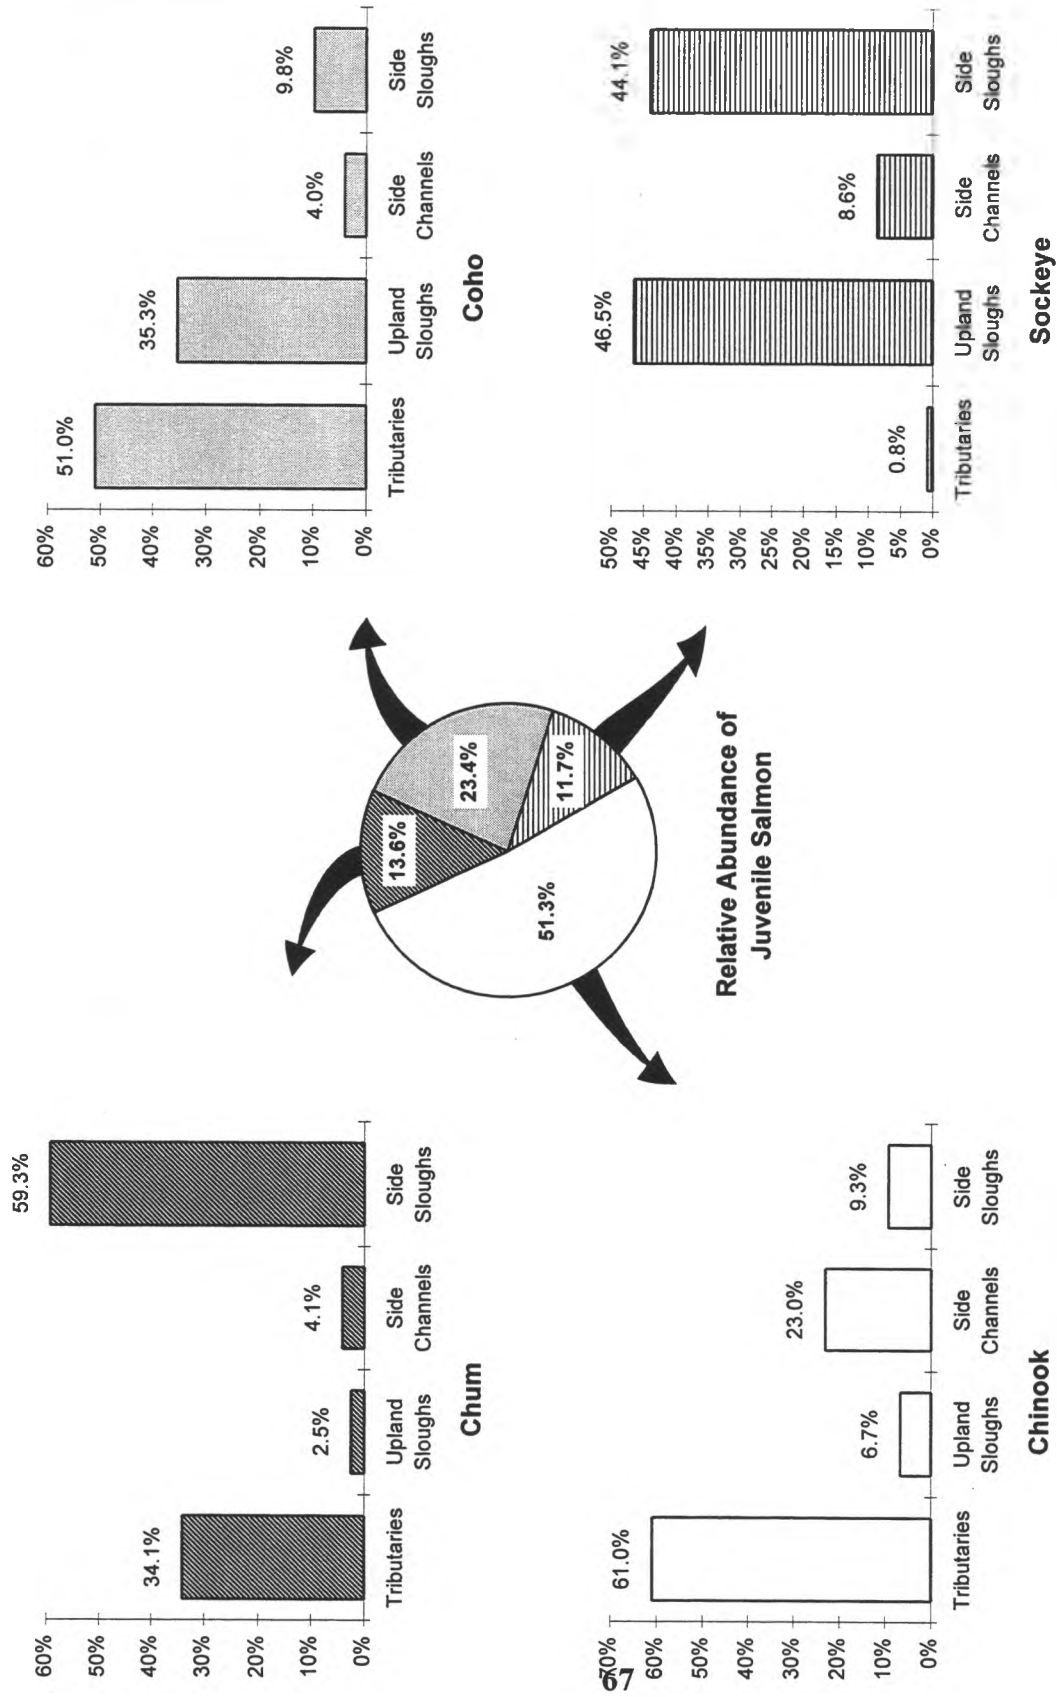 60%
50%
40%
30%
20%
10%
0%
34.1%
2.5%
4.1%
59.3%
Tributaries
Upland
Sloughs
Side
Channels
Side
Sloughs
Chum
60%
50%
40%
30%
20%
10%
0%
51.0%
35.3%
4.0%
9.8%
Tributaries
Upland
Sloughs
Side
Channels
Side
Sloughs
Coho
13.6%
23.4%
51.3%
11.7%
Relative Abundance of
Juvenile Salmon
70%
60%
50%
40%
30%
20%
10%
0%
61.0%
6.7%
23.0%
9.3%
Tributaries
Upland
Sloughs
Side
Channels
Side
Sloughs
Chinook
50%
45%
40%
35%
30%
25%
20%
15%
10%
5%
0%
0.8%
46.5%
8.6%
44.1%
Tributaries
Upland
Sloughs
Side
Channels
Side
Sloughs
Sockeye
67